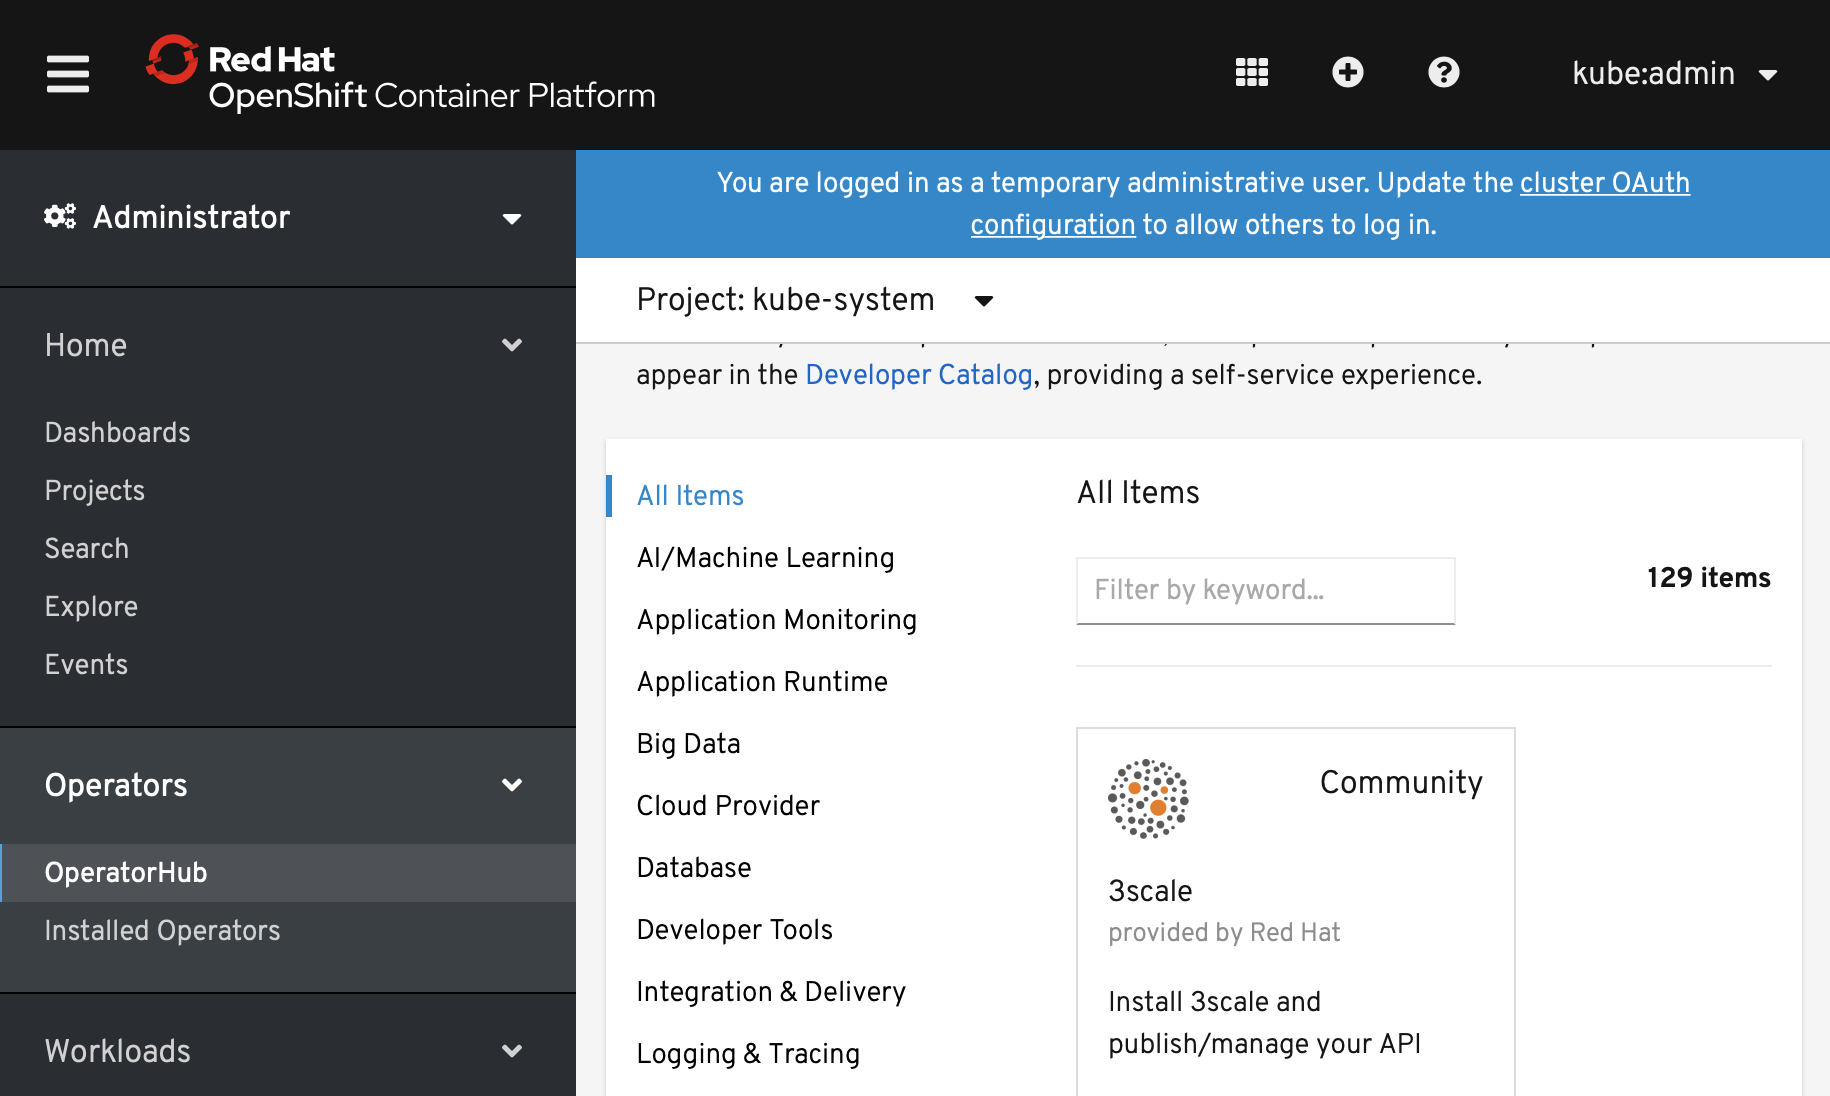 Red Hat
OpenShift Container Platform
kube:admin
Administrator
Home
Dashboards
Projects
Search
Explore
Events
Operators
OperatorHub
Installed Operators
Workloads
You are logged in as a temporary administrative user. Update the cluster OAuth
configuration to allow others to log in.
Project: kube-system
appear in the Developer Catalog, providing a self-service experience.
All Items
AI/Machine Learning
Application Monitoring
Application Runtime
Big Data
Cloud Provider
Database
Developer Tools
Integration & Delivery
Logging & Tracing
All Items
Filter by keyword...
129 items
Community
3scale
provided by Red Hat
Install 3scale and
publish/manage your API